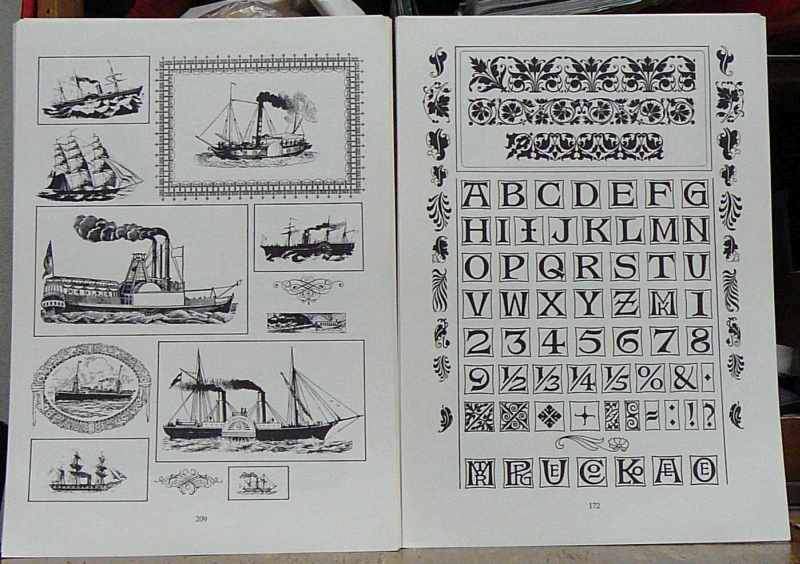 209
A B C D E F G
H I I J K L M N
O P Q R S T U
V W X Y Z I
2 3 4 5 6 7 8
9 1/2 1/3 1/4 1/5 % & .
= : ! ?
U A
172